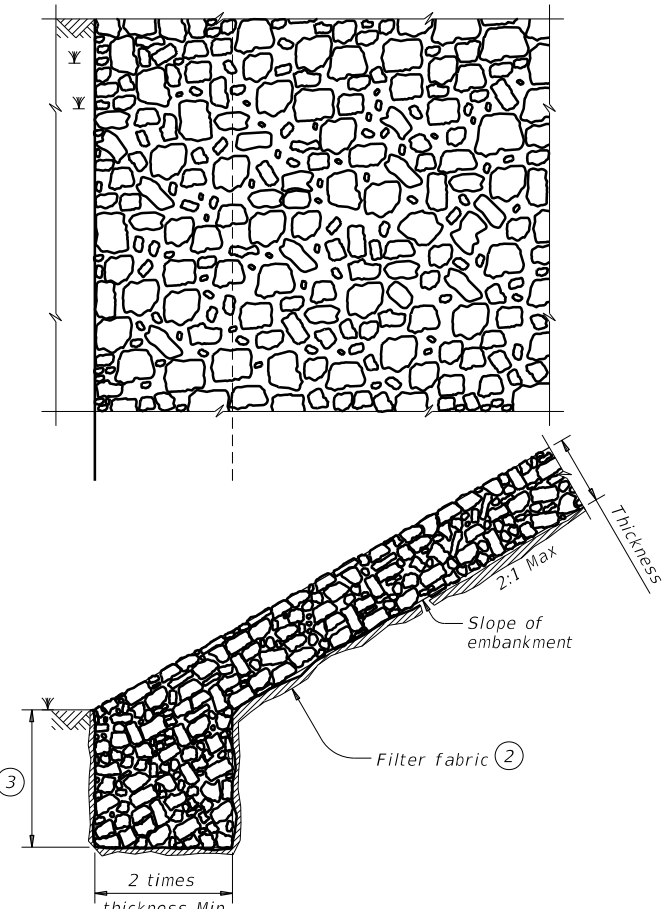 Thickness
2:1 Max
Slope of
embankment
Filter fabric 2
3
2 times
thickness Min